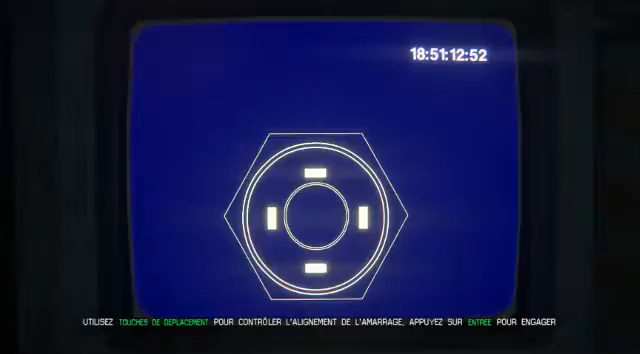 18:51:12:52
UTILISEZ TOUCHES DE DEPLACEMENT POUR CONTRÔLER L'ALIGNEMENT DE L'AMARRAGE, APPUYEZ SUR ENTREE POUR ENGAGER